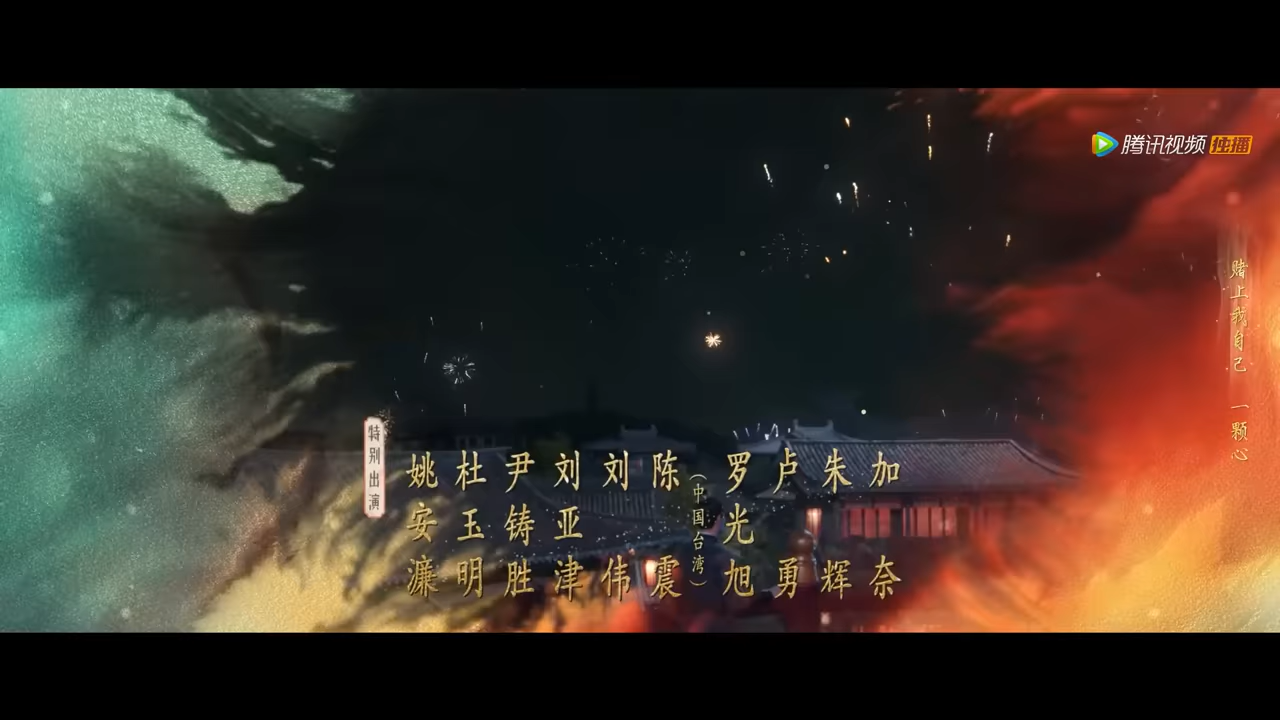 腾讯视频 独播
赌上我自己 一颗心
特别出演
姚安濂
杜玉明
尹铸胜
刘亚津
刘伟
陈震
(中国台湾)
罗光旭
卢勇
朱辉
加奈